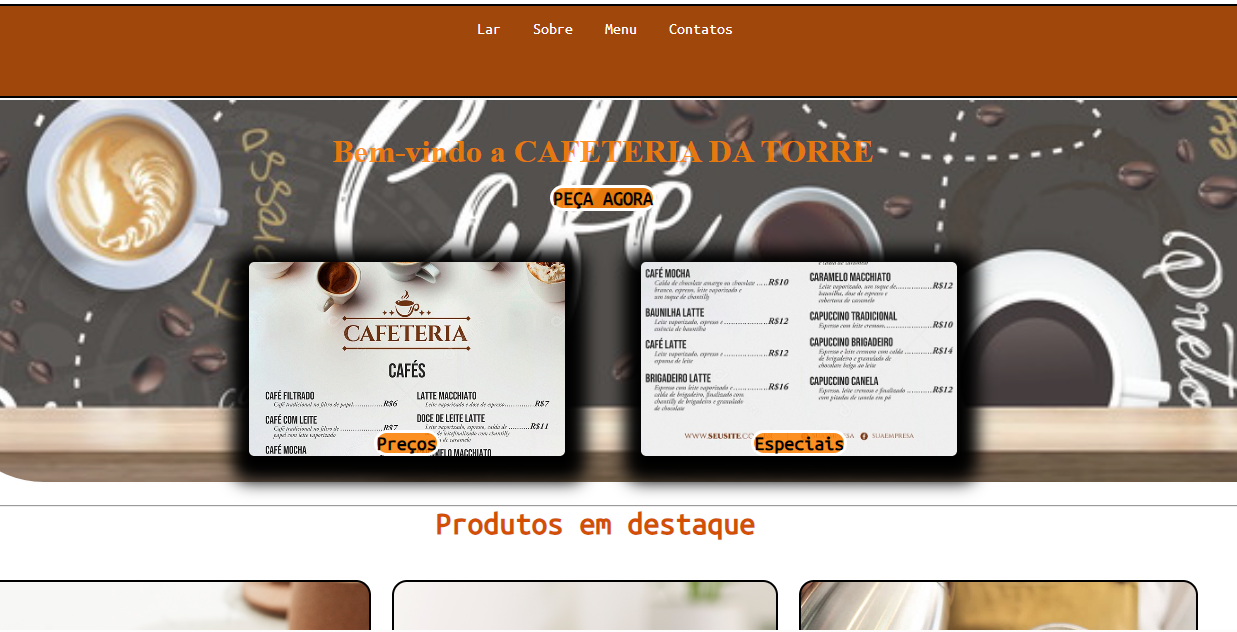 Lar Sobre Menu Contatos
Café
Bem-vindo a CAFETERIA DA TORRE
PEÇA AGORA
CAFETERIA
CAFÉS
CAFÉ FILTRADO
Café tradicional no filtro de papel R$6
CAFÉ COM LEITE
Café tradicional no filtro de R$7
papel com leite vaporizado
CAFÉ MOCHA
LATTE MACCHIATO
Leite vaporizado e dose de espresso R$7
DOCE DE LEITE LATTE
Leite vaporizado, espresso, calda de R$11
Preços
CAFÉ MOCHA
Calda de chocolate amargo ou chocolate R$10
branco, espresso, leite vaporizado e
um toque de chantilly
BAUNILHA LATTE
Leite vaporizado, espresso e R$12
essência de baunilha
CAFÉ LATTE
Leite vaporizado, espresso e R$12
espuma de leite
BRIGADEIRO LATTE
Espresso com leite vaporizado e R$16
calda de brigadeiro, finalizado com
chantilly de brigadeiro e granulado
de chocolate
CARAMELO MACCHIATO
Leite vaporizado, um toque de R$12
baunilha, dose de espresso e
cobertura de caramelo
CAPUCCINO TRADICIONAL
Espresso com leite cremoso R$10
CAPUCCINO BRIGADEIRO
Espresso e leite cremoso com calda R$14
de brigadeiro e granulado de
chocolate belga ao leite
CAPUCCINO CANELA
Espresso, leite cremoso e finalizado R$12
com pitadas de canela em pó
WWW.SEUSITE.CO
SUAEMPRESA
Especiais
Preto
Produtos em destaque